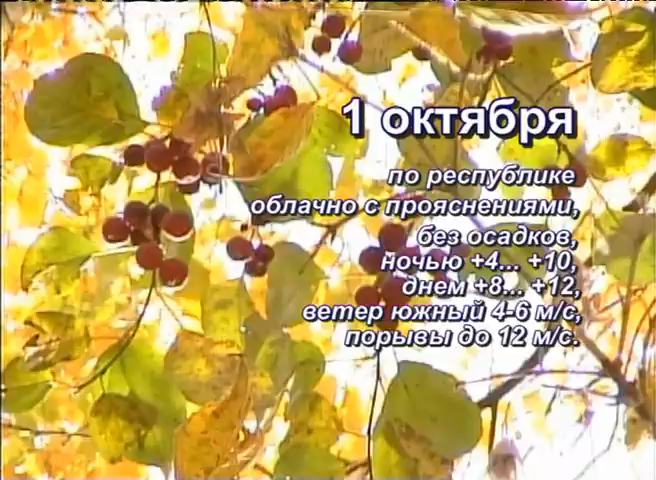 1 октября
по республике
облачно с прояснениями,
без осадков,
ночью +4... +10,
днем +8... +12,
ветер южный 4-6 м/с,
порывы до 12 м/с.